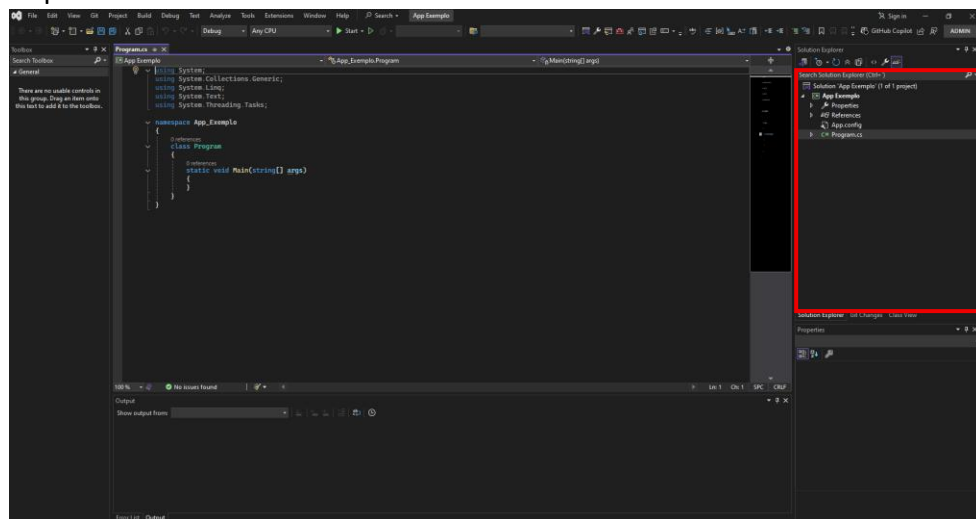 File Edit View Git Project Build Debug Test Analyze Tools Extensions Window Help Search App Exemplo Sign in
Debug Any CPU Start GitHub Copilot ADMIN
Toolbox
Search Toolbox
General
There are no usable controls in
this group. Drag an item onto
this text to add it to the toolbox.
Program.cs
App Exemplo App_Exemplo.Program Main(string[] args)
using System;
using System.Collections.Generic;
using System.Linq;
using System.Text;
using System.Threading.Tasks;
namespace App_Exemplo
{
0 references
class Program
{
0 references
static void Main(string[] args)
{
}
}
}
100 % No issues found Ln: 1 Ch: 1 SPC CRLF
Output
Show output from:
Error List Output
Solution Explorer
Search Solution Explorer (Ctrl+ )
Solution 'App Exemplo' (1 of 1 project)
App Exemplo
Properties
References
App.config
C# Program.cs
Solution Explorer Git Changes Class View
Properties